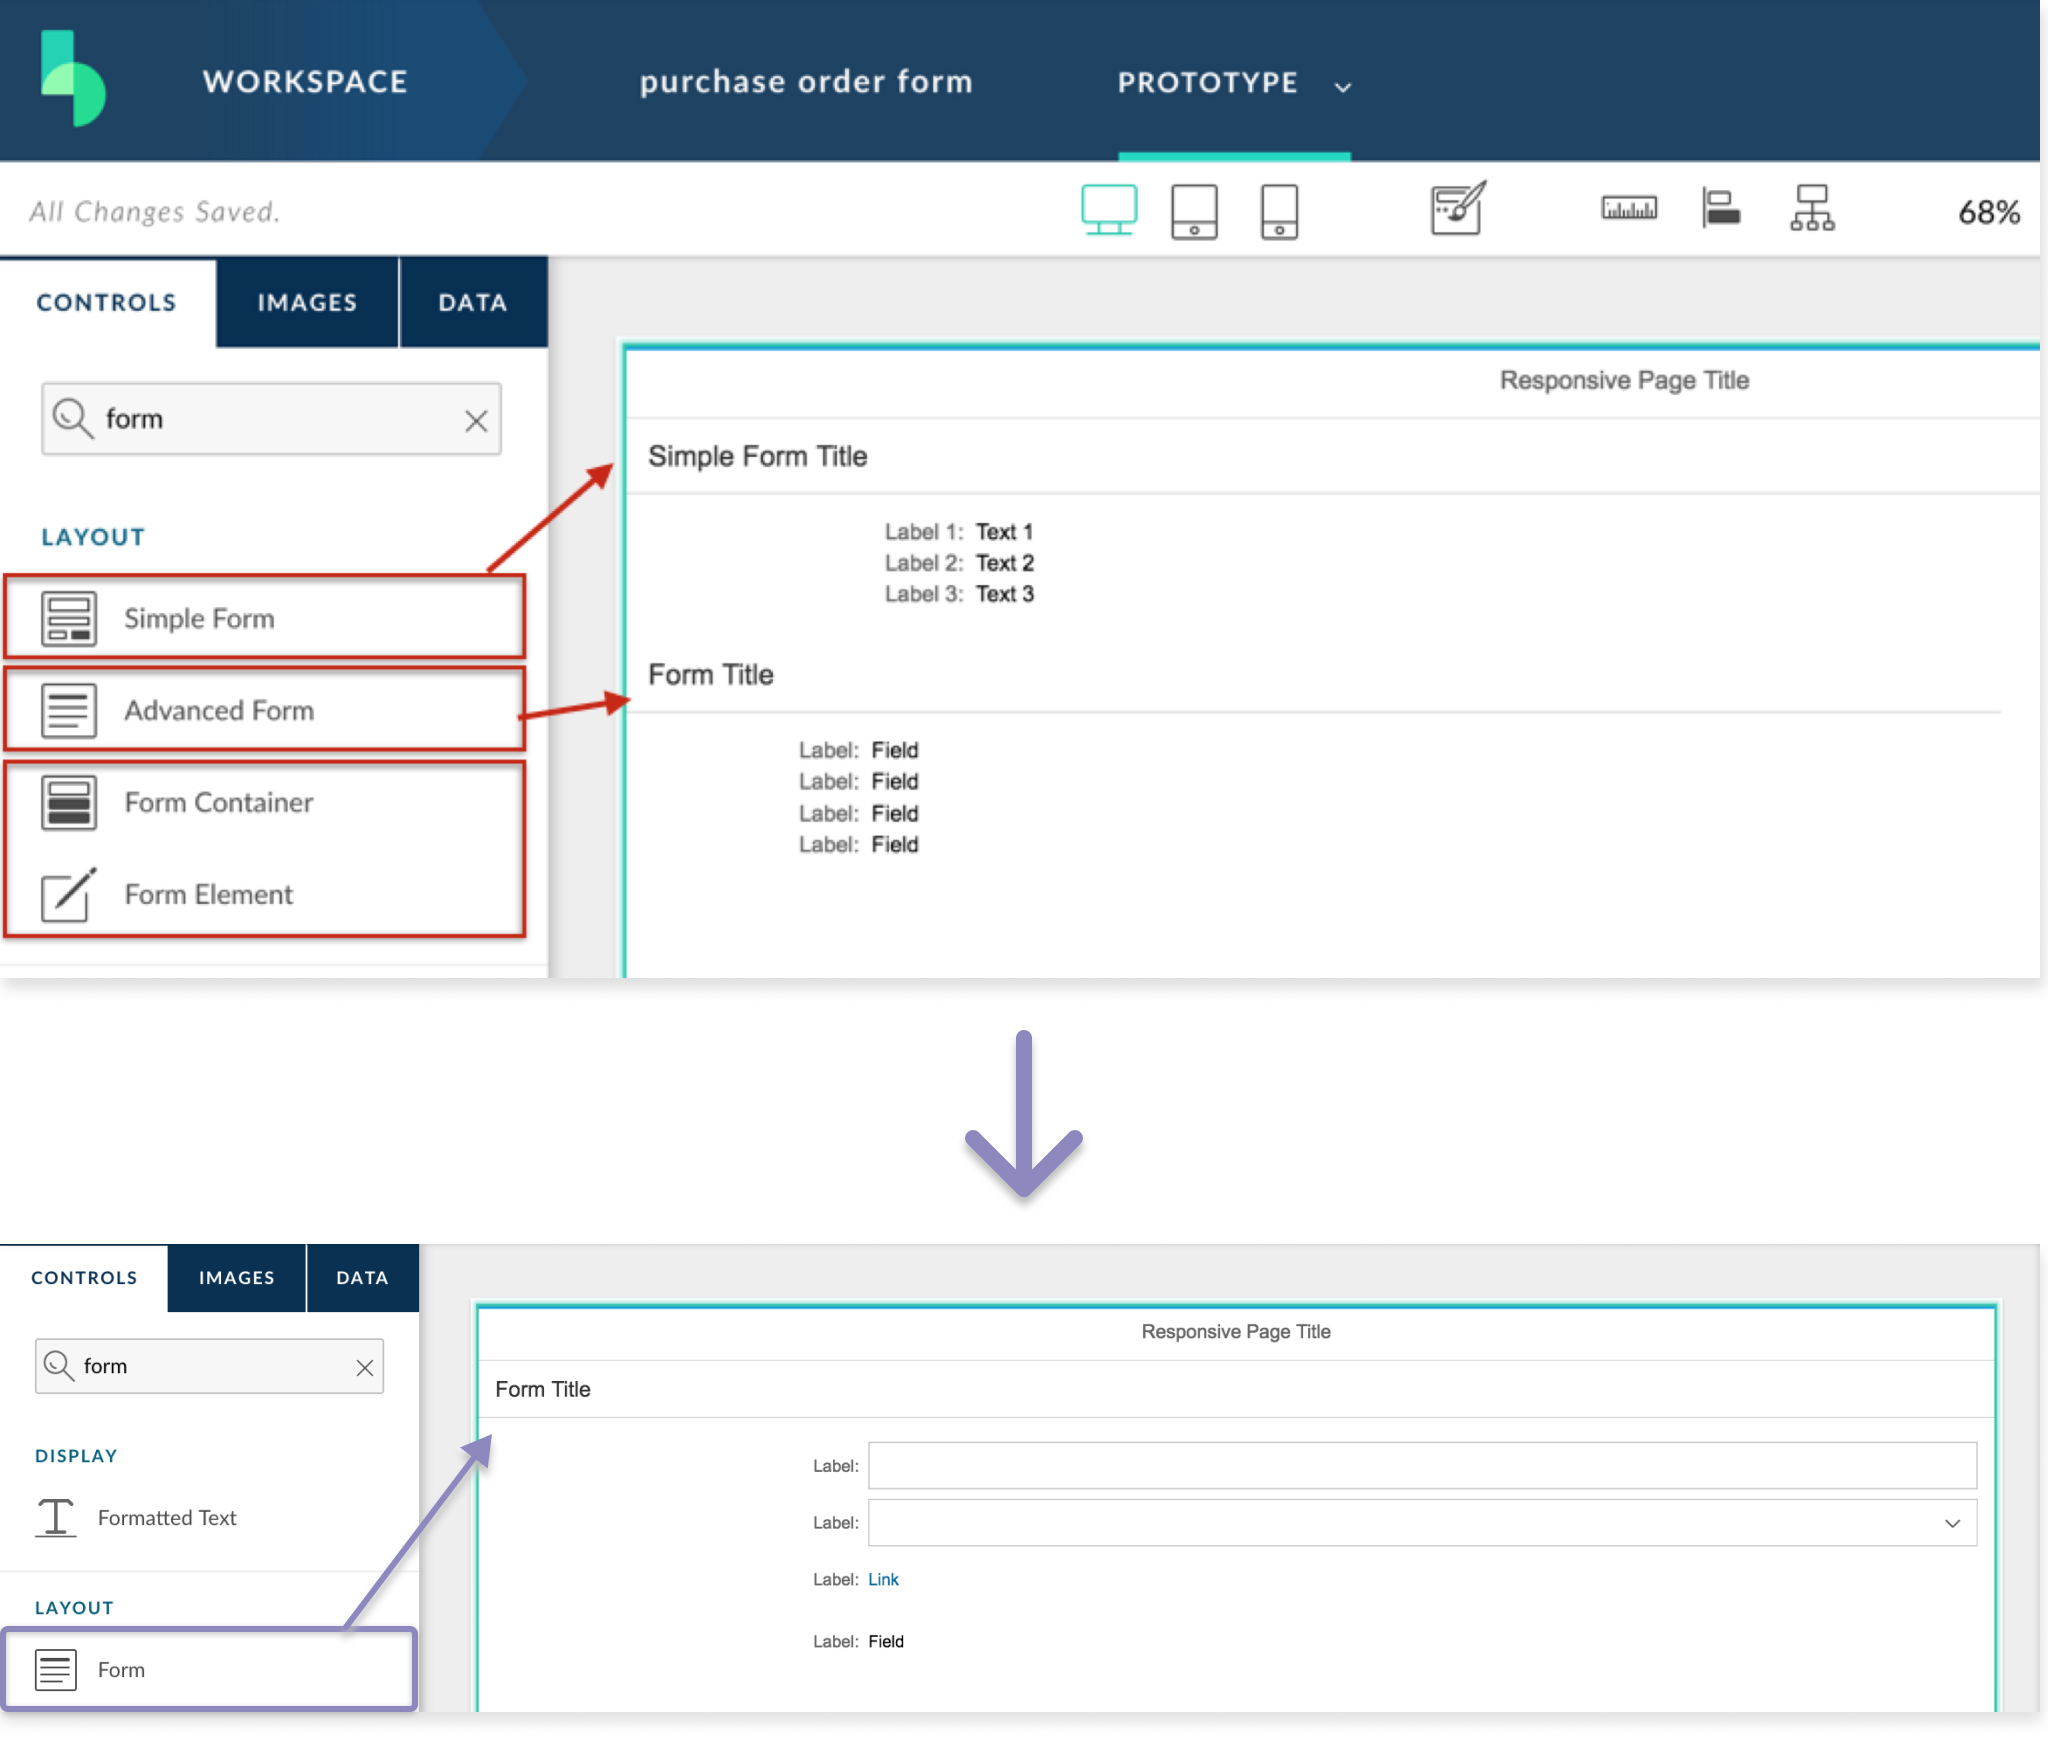 WORKSPACE
purchase order form
PROTOTYPE
All Changes Saved.
68%
CONTROLS
IMAGES
DATA
form
LAYOUT
Simple Form
Advanced Form
Form Container
Form Element
Responsive Page Title
Simple Form Title
Label 1: Text 1
Label 2: Text 2
Label 3: Text 3
Form Title
Label: Field
Label: Field
Label: Field
Label: Field
CONTROLS
IMAGES
DATA
form
DISPLAY
Formatted Text
LAYOUT
Form
Responsive Page Title
Form Title
Label:
Label:
Label: Link
Label: Field